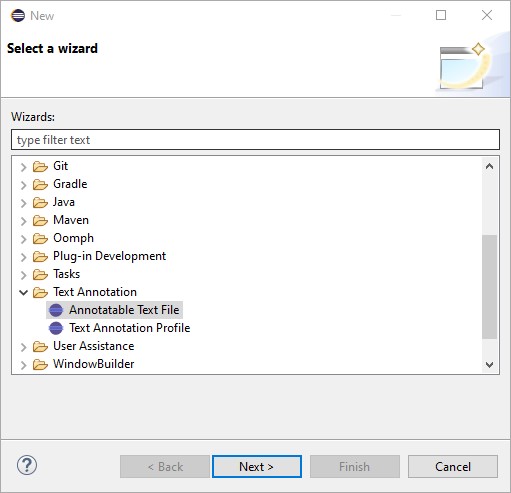 New
Select a wizard
Wizards:
type filter text
Git
Gradle
Java
Maven
Oomph
Plug-in Development
Tasks
Text Annotation
Annotatable Text File
Text Annotation Profile
User Assistance
WindowBuilder
?
< Back
Next >
Finish
Cancel